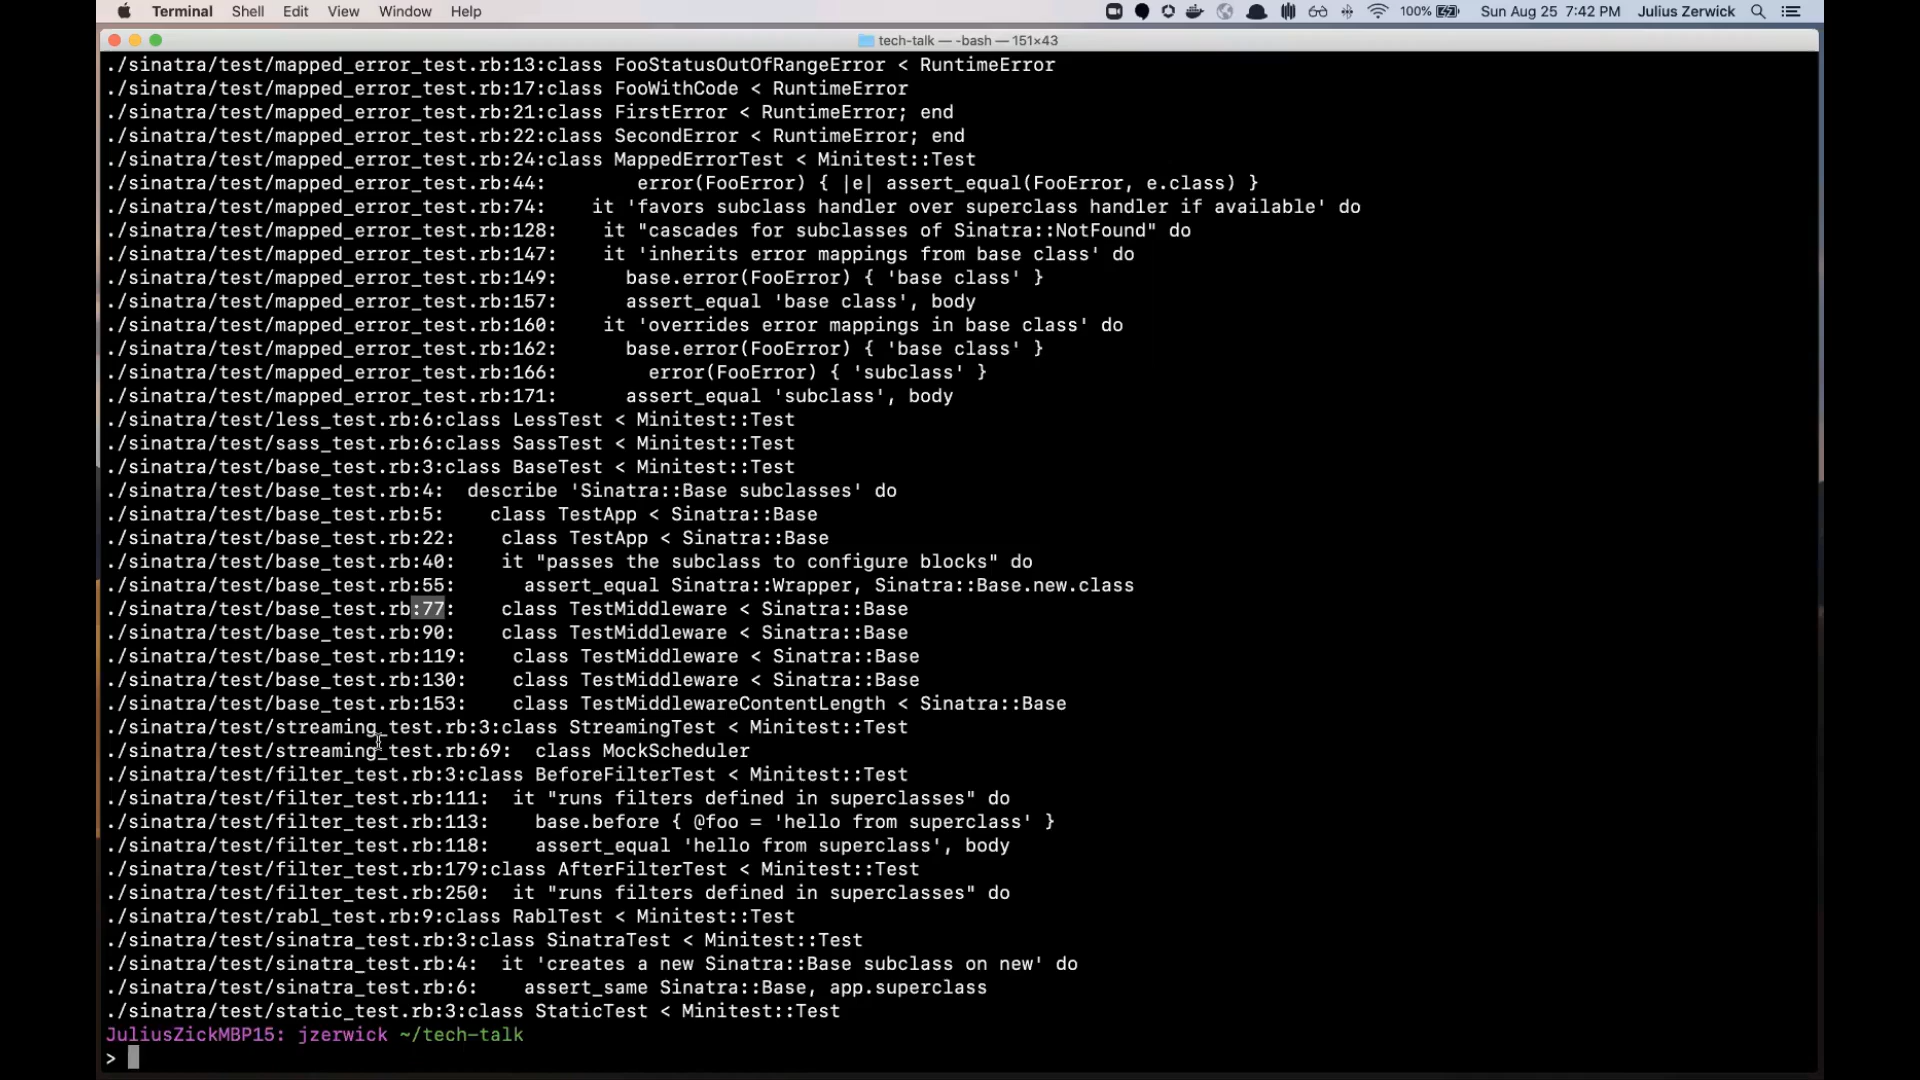 Terminal Shell Edit View Window Help 100% Sun Aug 25 7:42 PM Julius Zerwick
tech-talk — -bash — 151×43
./sinatra/test/mapped_error_test.rb:13:class FooStatusOutOfRangeError < RuntimeError
./sinatra/test/mapped_error_test.rb:17:class FooWithCode < RuntimeError
./sinatra/test/mapped_error_test.rb:21:class FirstError < RuntimeError; end
./sinatra/test/mapped_error_test.rb:22:class SecondError < RuntimeError; end
./sinatra/test/mapped_error_test.rb:24:class MappedErrorTest < Minitest::Test
./sinatra/test/mapped_error_test.rb:44:        error(FooError) { |e| assert_equal(FooError, e.class) }
./sinatra/test/mapped_error_test.rb:74:    it 'favors subclass handler over superclass handler if available' do
./sinatra/test/mapped_error_test.rb:128:    it "cascades for subclasses of Sinatra::NotFound" do
./sinatra/test/mapped_error_test.rb:147:    it 'inherits error mappings from base class' do
./sinatra/test/mapped_error_test.rb:149:      base.error(FooError) { 'base class' }
./sinatra/test/mapped_error_test.rb:157:      assert_equal 'base class', body
./sinatra/test/mapped_error_test.rb:160:    it 'overrides error mappings in base class' do
./sinatra/test/mapped_error_test.rb:162:      base.error(FooError) { 'base class' }
./sinatra/test/mapped_error_test.rb:166:        error(FooError) { 'subclass' }
./sinatra/test/mapped_error_test.rb:171:      assert_equal 'subclass', body
./sinatra/test/less_test.rb:6:class LessTest < Minitest::Test
./sinatra/test/sass_test.rb:6:class SassTest < Minitest::Test
./sinatra/test/base_test.rb:3:class BaseTest < Minitest::Test
./sinatra/test/base_test.rb:4:  describe 'Sinatra::Base subclasses' do
./sinatra/test/base_test.rb:5:    class TestApp < Sinatra::Base
./sinatra/test/base_test.rb:22:    class TestApp < Sinatra::Base
./sinatra/test/base_test.rb:40:    it "passes the subclass to configure blocks" do
./sinatra/test/base_test.rb:55:      assert_equal Sinatra::Wrapper, Sinatra::Base.new.class
./sinatra/test/base_test.rb:77:    class TestMiddleware < Sinatra::Base
./sinatra/test/base_test.rb:90:    class TestMiddleware < Sinatra::Base
./sinatra/test/base_test.rb:119:    class TestMiddleware < Sinatra::Base
./sinatra/test/base_test.rb:130:    class TestMiddleware < Sinatra::Base
./sinatra/test/base_test.rb:153:    class TestMiddlewareContentLength < Sinatra::Base
./sinatra/test/streaming_test.rb:3:class StreamingTest < Minitest::Test
./sinatra/test/streaming_test.rb:69:  class MockScheduler
./sinatra/test/filter_test.rb:3:class BeforeFilterTest < Minitest::Test
./sinatra/test/filter_test.rb:111:  it "runs filters defined in superclasses" do
./sinatra/test/filter_test.rb:113:    base.before { @foo = 'hello from superclass' }
./sinatra/test/filter_test.rb:118:    assert_equal 'hello from superclass', body
./sinatra/test/filter_test.rb:179:class AfterFilterTest < Minitest::Test
./sinatra/test/filter_test.rb:250:  it "runs filters defined in superclasses" do
./sinatra/test/rabl_test.rb:9:class RablTest < Minitest::Test
./sinatra/test/sinatra_test.rb:3:class SinatraTest < Minitest::Test
./sinatra/test/sinatra_test.rb:4:  it 'creates a new Sinatra::Base subclass on new' do
./sinatra/test/sinatra_test.rb:6:    assert_same Sinatra::Base, app.superclass
./sinatra/test/static_test.rb:3:class StaticTest < Minitest::Test
JuliusZickMBP15: jzerwick ~/tech-talk
>